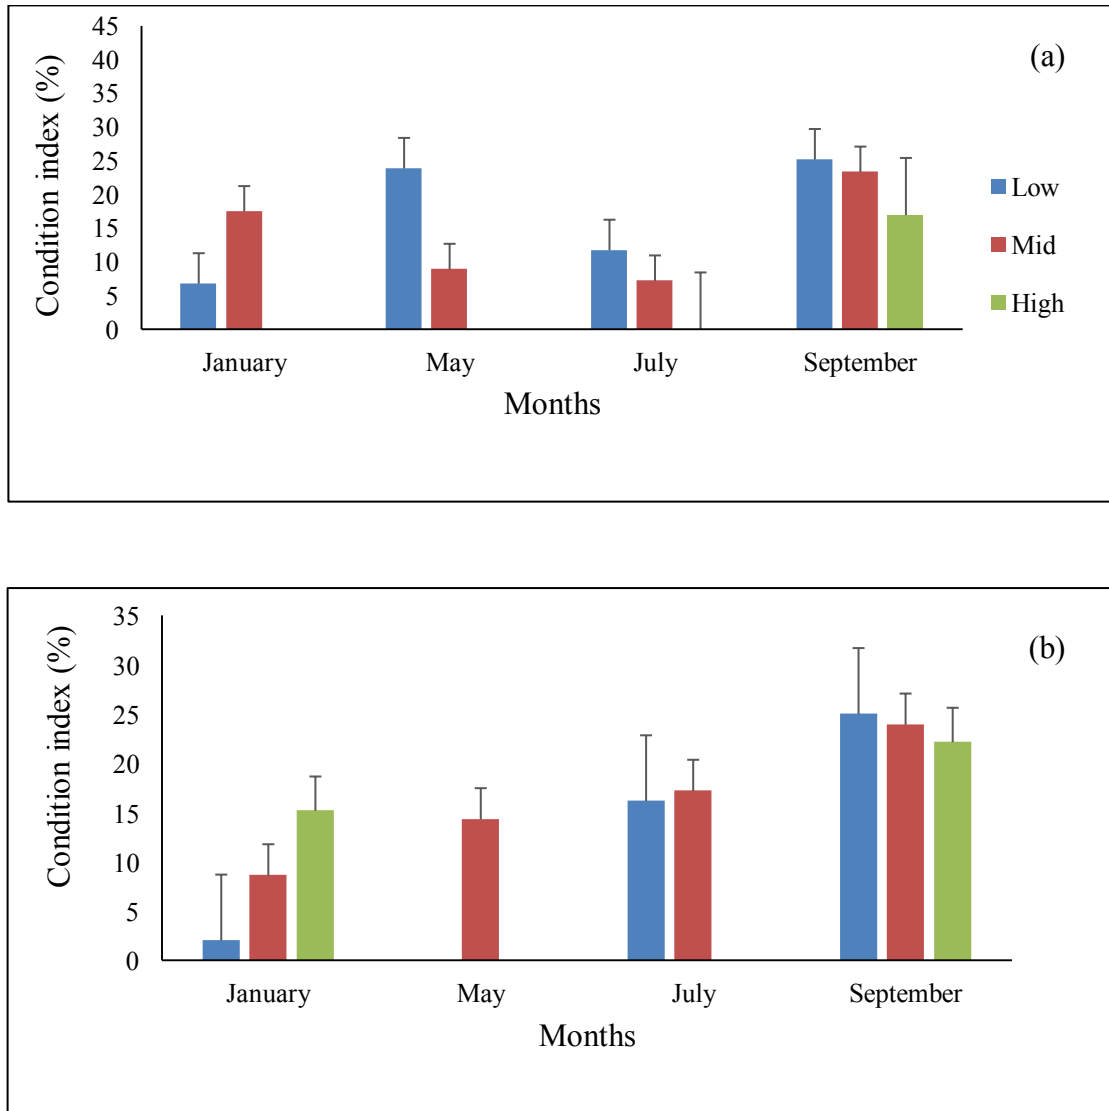 (a)
Condition index (%)
45
40
35
30
25
20
15
10
5
0
January May July September
Months
Low
Mid
High
(b)
Condition index (%)
35
30
25
20
15
10
5
0
January May July September
Months